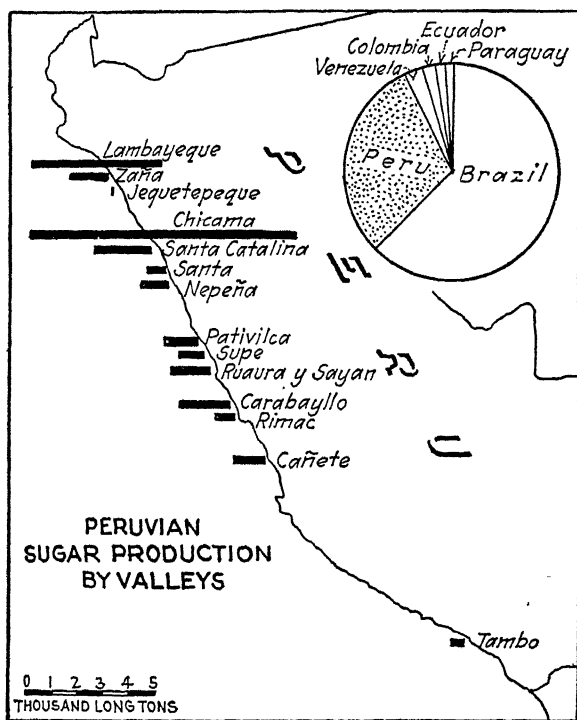 Ecuador
Colombia
Paraguay
Venezuela
Peru
Brazil
Lambayeque
Zaña
Jequetepeque
Chicama
Santa Catalina
Santa
Nepeña
Pativilca
Supe
Ruaura y Sayan
Carabayllo
Rimac
Cañete
PERUVIAN
SUGAR PRODUCTION
BY VALLEYS
Tambo
0 1 2 3 4 5
THOUSAND LONG TONS